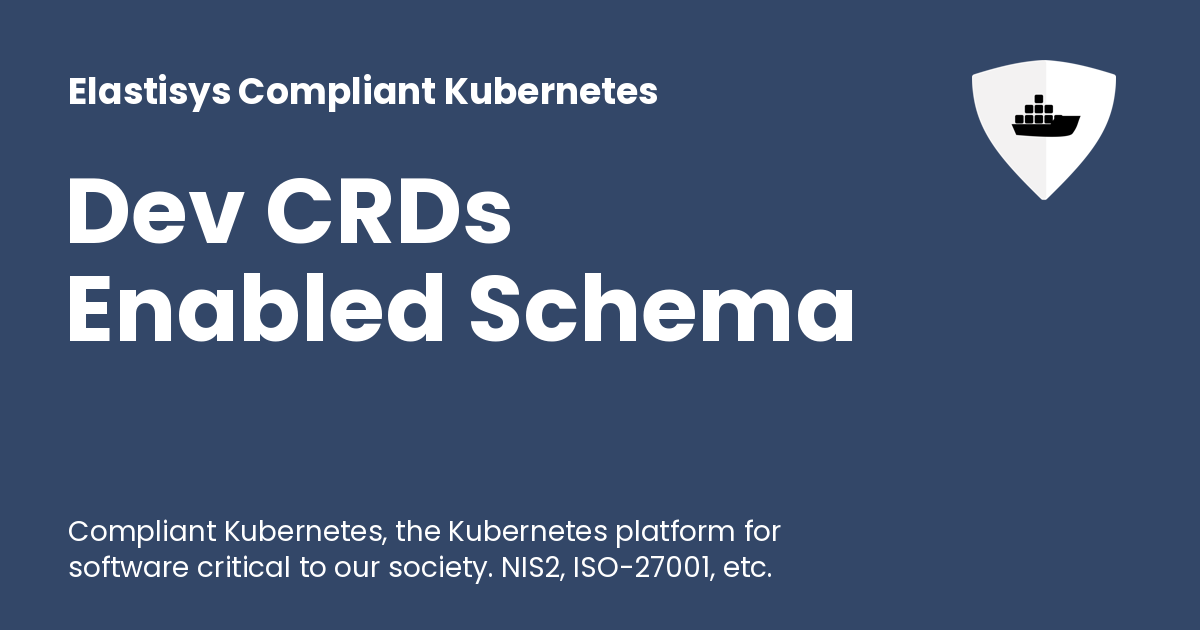 Elastisys Compliant Kubernetes
Dev CRDs
Enabled Schema
Compliant Kubernetes, the Kubernetes platform for
software critical to our society. NIS2, ISO-27001, etc.